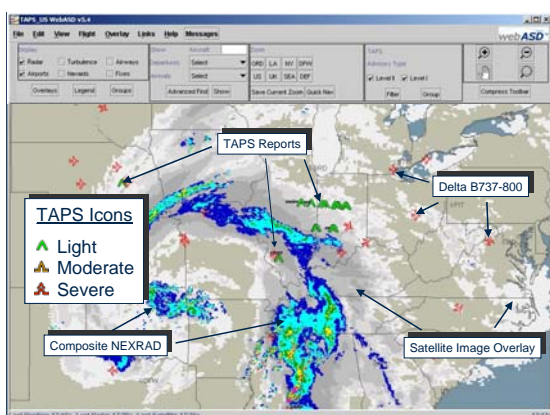 TAPS_US WebASD v5.4
File Edit View Flight Overlay Links Help Messages
webASD™
Display
Radar Turbulence Airways
Airports Navaids Fixes
Overlays Legend Groups
Show Aircraft
Departures Select
Arrivals Select
Advanced Find Show
Zoom
ORD LA NY DFW
US UK SEA DEF
Save Current Zoom Quick Nav
TAPS
Advisory Type
Level II Level I
Filter Group
Compress Toolbar
TAPS Reports
Delta B737-800
TAPS Icons
Light
Moderate
Severe
Composite NEXRAD
Satellite Image Overlay